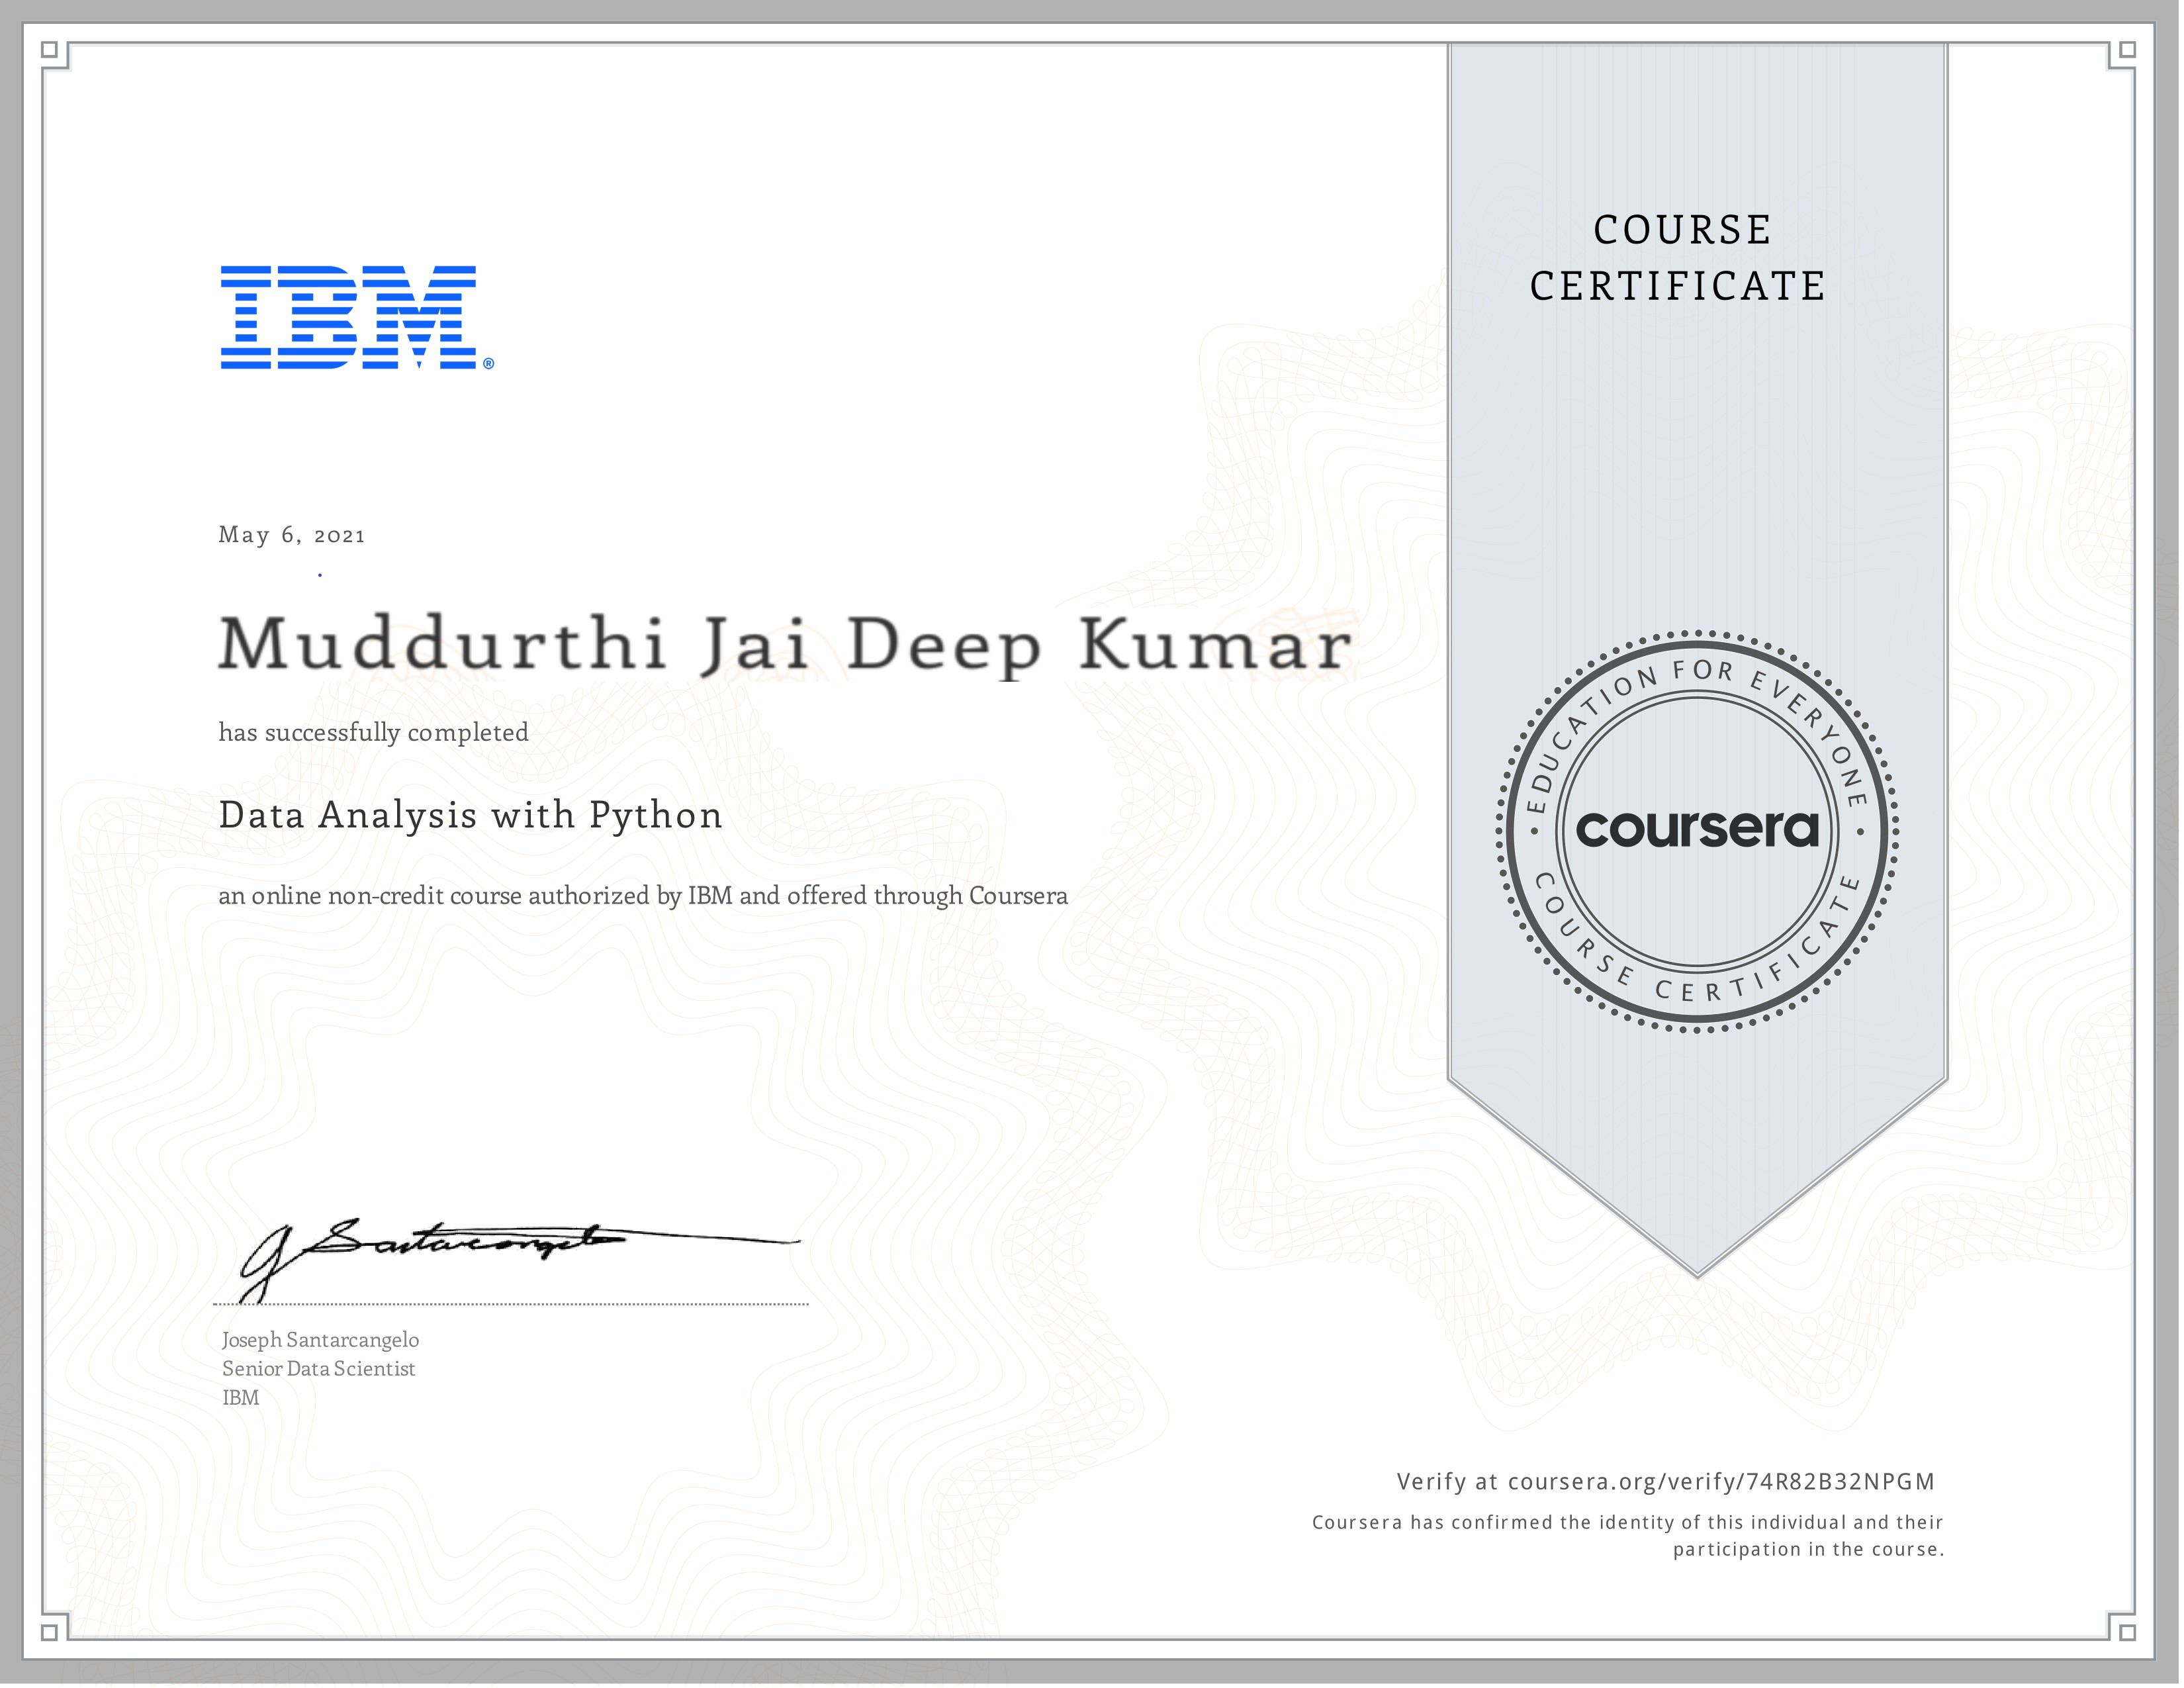 IBM®
COURSE
CERTIFICATE
May 6, 2021
Muddurthi Jai Deep Kumar
has successfully completed
Data Analysis with Python
an online non-credit course authorized by IBM and offered through Coursera
EDUCATION FOR EVERYONE
coursera
COURSE CERTIFICATE
J Santarcangelo
Joseph Santarcangelo
Senior Data Scientist
IBM
Verify at coursera.org/verify/74R82B32NPGM
Coursera has confirmed the identity of this individual and their
participation in the course.